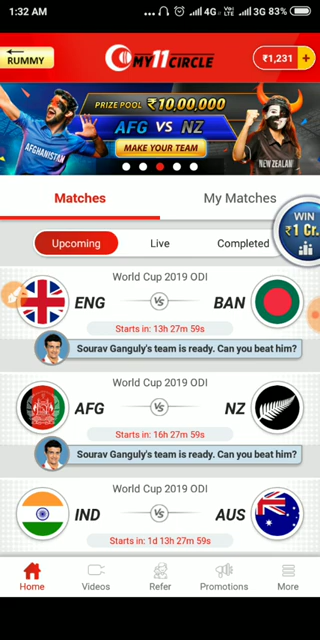 1:32 AM ... 4G Vo LTE 3G 83%
RUMMY
MY11CIRCLE
₹1,231 +
PRIZE POOL ₹10,00,000
AFG VS NZ
MAKE YOUR TEAM
AFGHANISTAN
NEW ZEALAND
Matches
My Matches
WIN
₹1 Cr.
Upcoming
Live
Completed
World Cup 2019 ODI
ENG VS BAN
Starts in: 13h 27m 59s
Sourav Ganguly's team is ready. Can you beat him?
World Cup 2019 ODI
AFG VS NZ
Starts in: 16h 27m 59s
Sourav Ganguly's team is ready. Can you beat him?
World Cup 2019 ODI
IND VS AUS
Starts in: 1d 13h 27m 59s
Home
Videos
Refer
Promotions
More